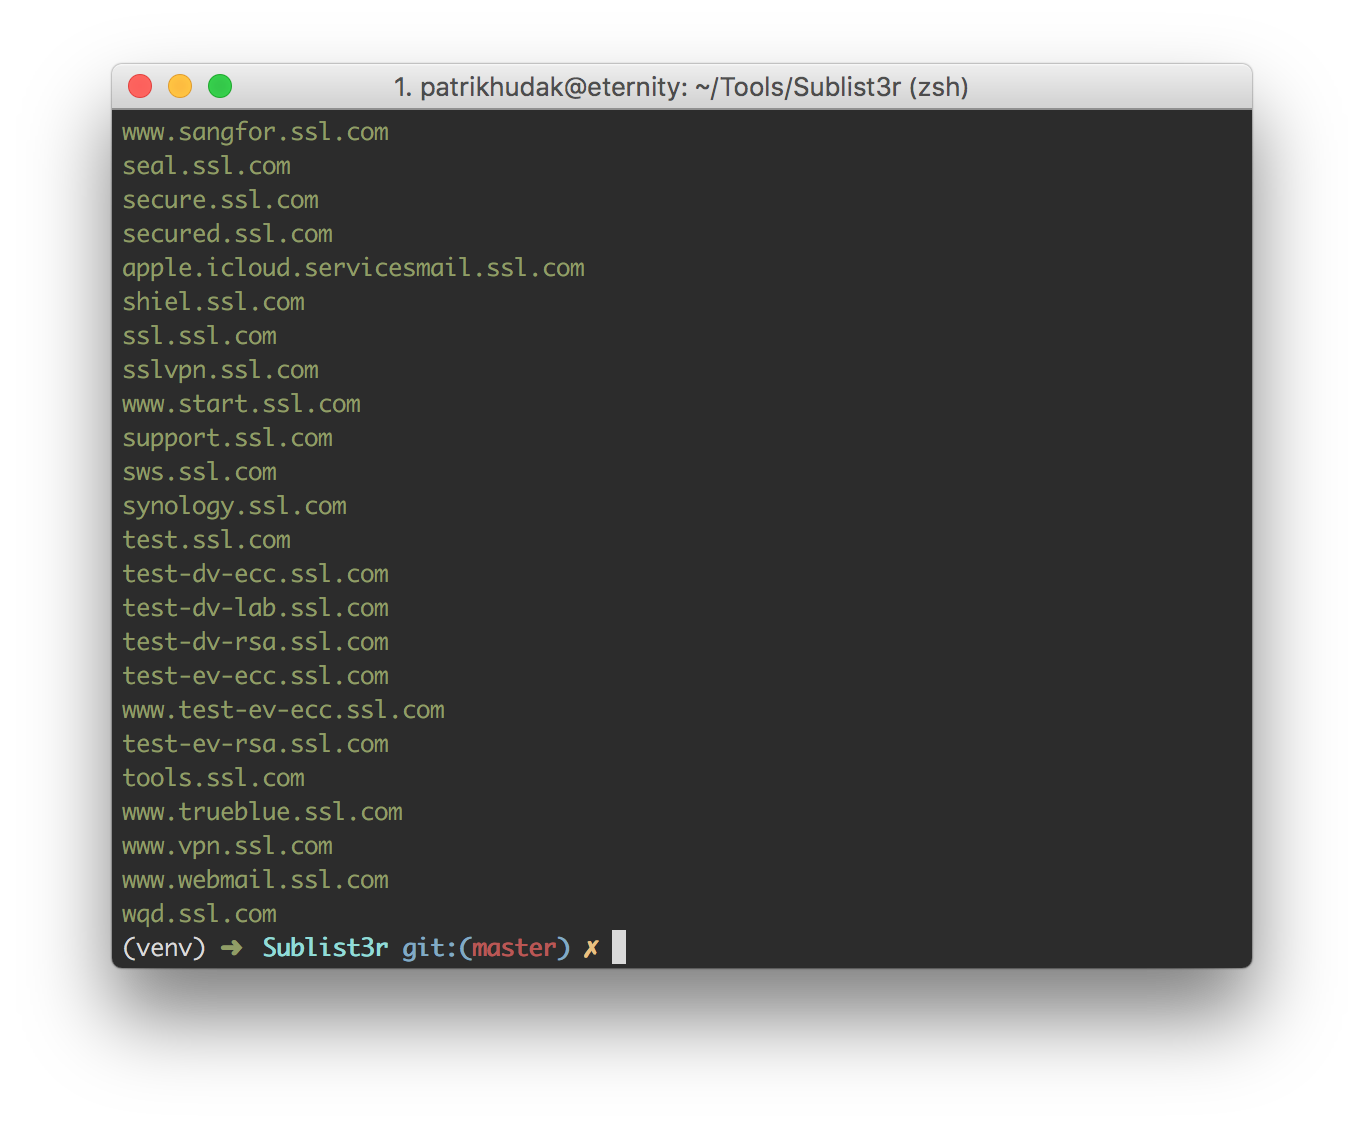 1. patrikhudak@eternity: ~/Tools/Sublist3r (zsh)
www.sangfor.ssl.com
seal.ssl.com
secure.ssl.com
secured.ssl.com
apple.icloud.servicesmail.ssl.com
shiel.ssl.com
ssl.ssl.com
sslvpn.ssl.com
www.start.ssl.com
support.ssl.com
sws.ssl.com
synology.ssl.com
test.ssl.com
test-dv-ecc.ssl.com
test-dv-lab.ssl.com
test-dv-rsa.ssl.com
test-ev-ecc.ssl.com
www.test-ev-ecc.ssl.com
test-ev-rsa.ssl.com
tools.ssl.com
www.trueblue.ssl.com
www.vpn.ssl.com
www.webmail.ssl.com
wqd.ssl.com
(venv) ➜ Sublist3r git:(master) ✗